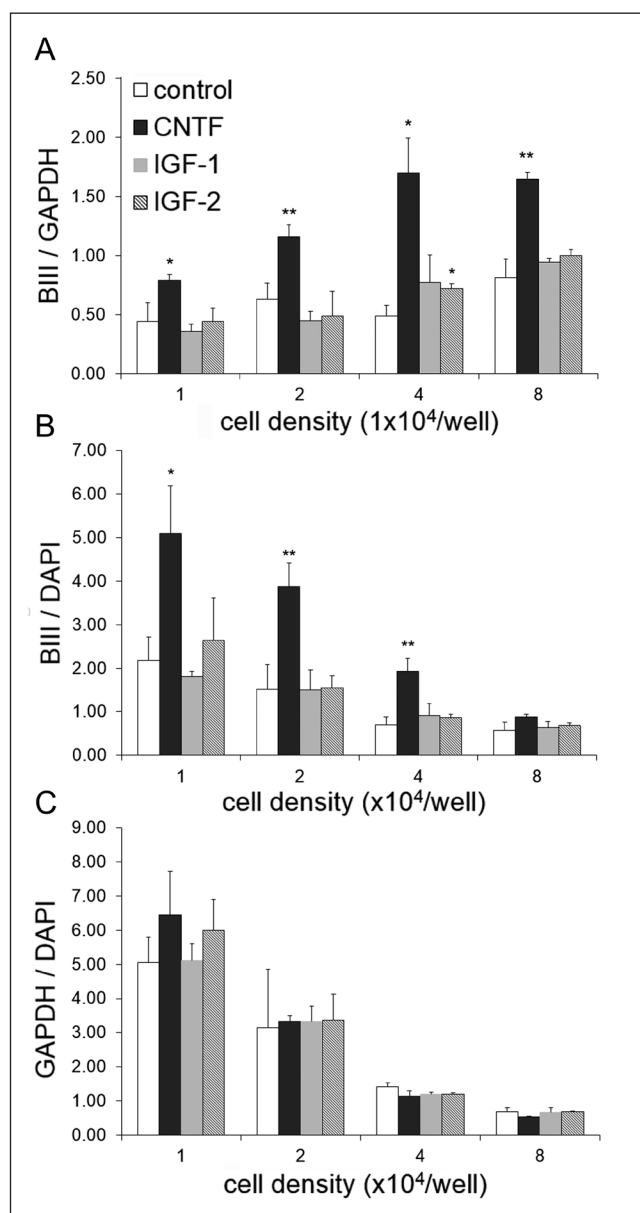 A
2.50
2.00
1.50
1.00
0.50
0.00
BIII / GAPDH
control
CNTF
IGF-1
IGF-2
* ** * * **
1 2 4 8
cell density (1x10⁴/well)
B
7.00
6.00
5.00
4.00
3.00
2.00
1.00
0.00
BIII / DAPI
* ** **
1 2 4 8
cell density (x10⁴/well)
C
9.00
8.00
7.00
6.00
5.00
4.00
3.00
2.00
1.00
0.00
GAPDH / DAPI
1 2 4 8
cell density (x10⁴/well)